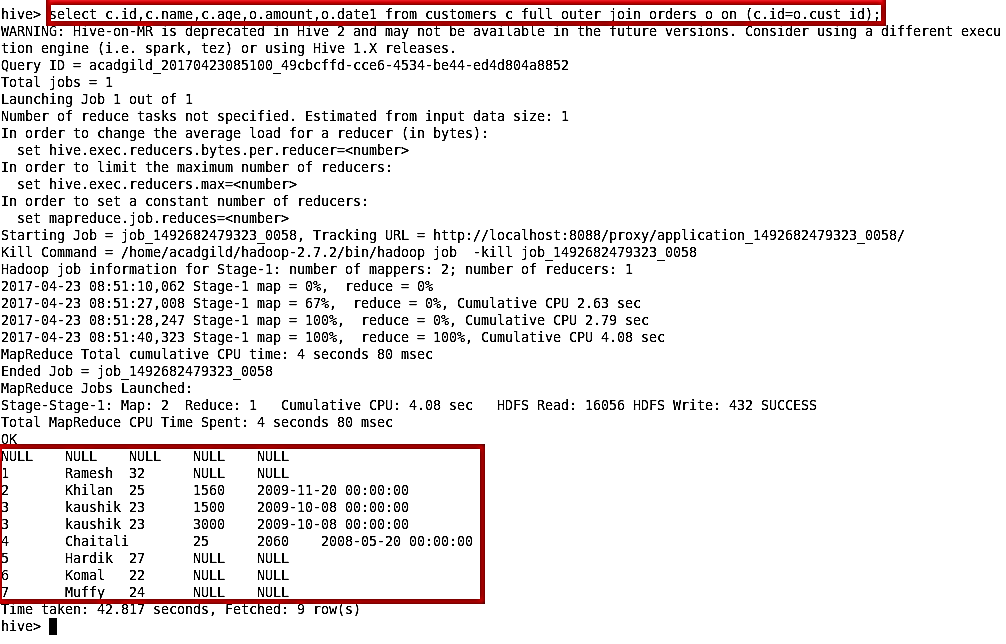 hive> select c.id,c.name,c.age,o.amount,o.date1 from customers c full outer join orders o on (c.id=o.cust_id);
WARNING: Hive-on-MR is deprecated in Hive 2 and may not be available in the future versions. Consider using a different execu
tion engine (i.e. spark, tez) or using Hive 1.X releases.
Query ID = acadgild_20170423085100_49cbcffd-cce6-4534-be44-ed4d804a8852
Total jobs = 1
Launching Job 1 out of 1
Number of reduce tasks not specified. Estimated from input data size: 1
In order to change the average load for a reducer (in bytes):
  set hive.exec.reducers.bytes.per.reducer=<number>
In order to limit the maximum number of reducers:
  set hive.exec.reducers.max=<number>
In order to set a constant number of reducers:
  set mapreduce.job.reduces=<number>
Starting Job = job_1492682479323_0058, Tracking URL = http://localhost:8088/proxy/application_1492682479323_0058/
Kill Command = /home/acadgild/hadoop-2.7.2/bin/hadoop job  -kill job_1492682479323_0058
Hadoop job information for Stage-1: number of mappers: 2; number of reducers: 1
2017-04-23 08:51:10,062 Stage-1 map = 0%,  reduce = 0%
2017-04-23 08:51:27,008 Stage-1 map = 67%,  reduce = 0%, Cumulative CPU 2.63 sec
2017-04-23 08:51:28,247 Stage-1 map = 100%,  reduce = 0%, Cumulative CPU 2.79 sec
2017-04-23 08:51:40,323 Stage-1 map = 100%,  reduce = 100%, Cumulative CPU 4.08 sec
MapReduce Total cumulative CPU time: 4 seconds 80 msec
Ended Job = job_1492682479323_0058
MapReduce Jobs Launched:
Stage-Stage-1: Map: 2  Reduce: 1   Cumulative CPU: 4.08 sec   HDFS Read: 16056 HDFS Write: 432 SUCCESS
Total MapReduce CPU Time Spent: 4 seconds 80 msec
OK
NULL    NULL    NULL    NULL    NULL
1       Ramesh  32      NULL    NULL
2       Khilan  25      1560    2009-11-20 00:00:00
3       kaushik 23      1500    2009-10-08 00:00:00
3       kaushik 23      3000    2009-10-08 00:00:00
4       Chaitali        25      2060    2008-05-20 00:00:00
5       Hardik  27      NULL    NULL
6       Komal   22      NULL    NULL
7       Muffy   24      NULL    NULL
Time taken: 42.817 seconds, Fetched: 9 row(s)
hive>